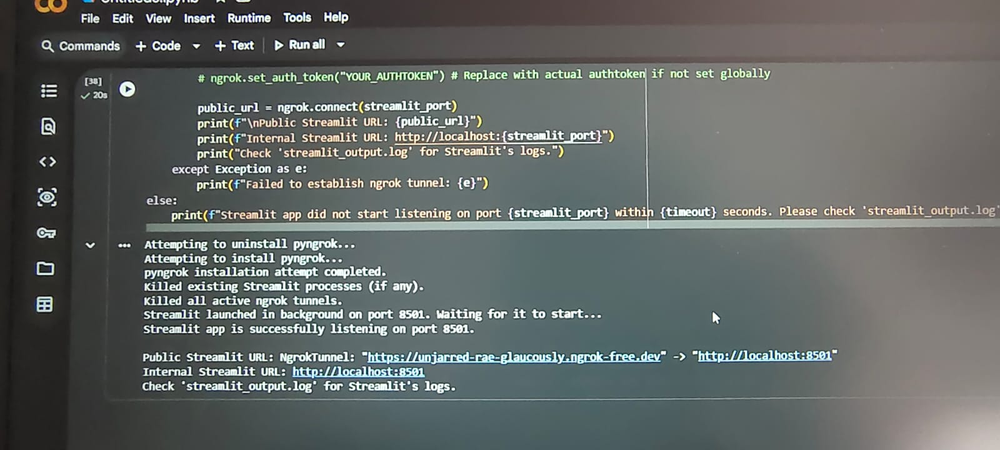 CO
File Edit View Insert Runtime Tools Help
Commands + Code + Text Run all
[38]
20s
# ngrok.set_auth_token("YOUR_AUTHTOKEN") # Replace with actual authtoken if not set globally
public_url = ngrok.connect(streamlit_port)
print(f"\nPublic Streamlit URL: {public_url}")
print(f"Internal Streamlit URL: http://localhost:{streamlit_port}")
print("Check 'streamlit_output.log' for Streamlit's logs.")
except Exception as e:
print(f"Failed to establish ngrok tunnel: {e}")
else:
print(f"Streamlit app did not start listening on port {streamlit_port} within {timeout} seconds. Please check 'streamlit_output.log'
Attempting to uninstall pyngrok...
Attempting to install pyngrok...
pyngrok installation attempt completed.
Killed existing Streamlit processes (if any).
Killed all active ngrok tunnels.
Streamlit launched in background on port 8501. Waiting for it to start...
Streamlit app is successfully listening on port 8501.
Public Streamlit URL: NgrokTunnel: "https://unjarred-rae-glaucously.ngrok-free.dev" -> "http://localhost:8501"
Internal Streamlit URL: http://localhost:8501
Check 'streamlit_output.log' for Streamlit's logs.